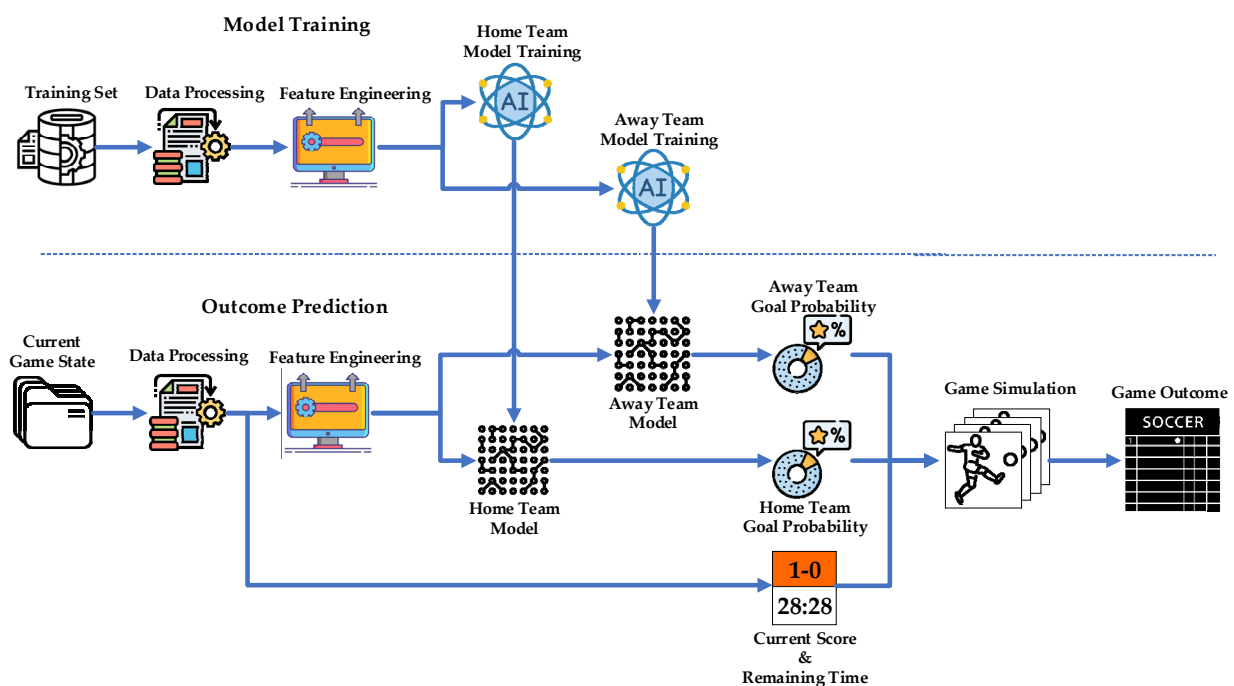 Model Training
Home Team
Model Training
Training Set
Data Processing
Feature Engineering
AI
Away Team
Model Training
AI
Outcome Prediction
Away Team
Goal Probability
Current
Game State
Data Processing
Feature Engineering
%
Away Team
Model
Game Simulation
Game Outcome
SOCCER
1
%
Home Team
Model
Home Team
Goal Probability
1-0
28:28
Current Score
&
Remaining Time